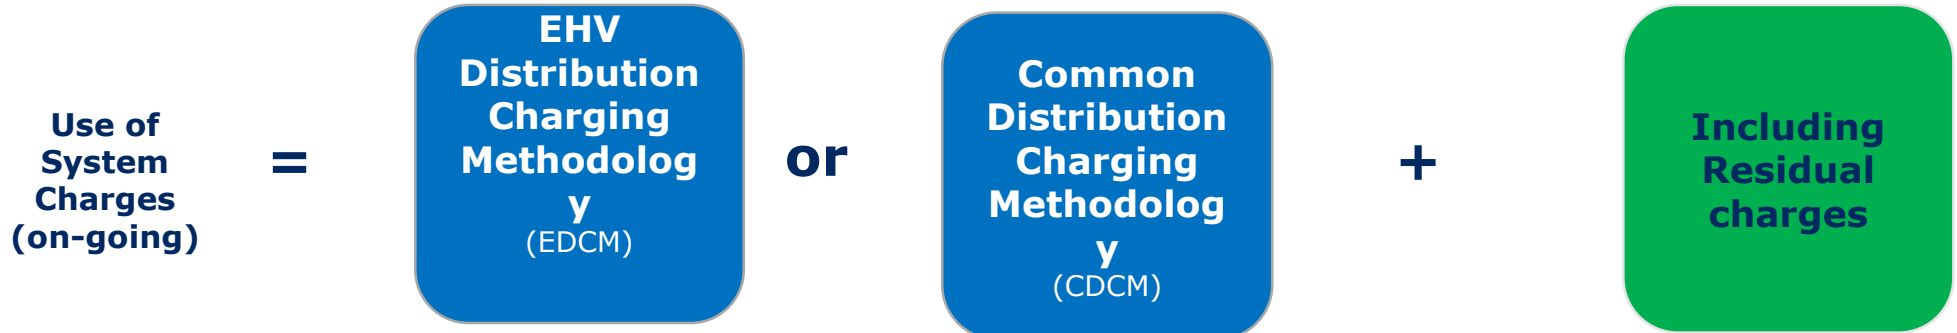 Use of
System
Charges
(on-going)
=
EHV
Distribution
Charging
Methodolog
y
(EDCM)
or
Common
Distribution
Charging
Methodolog
y
(CDCM)
+
Including
Residual
charges